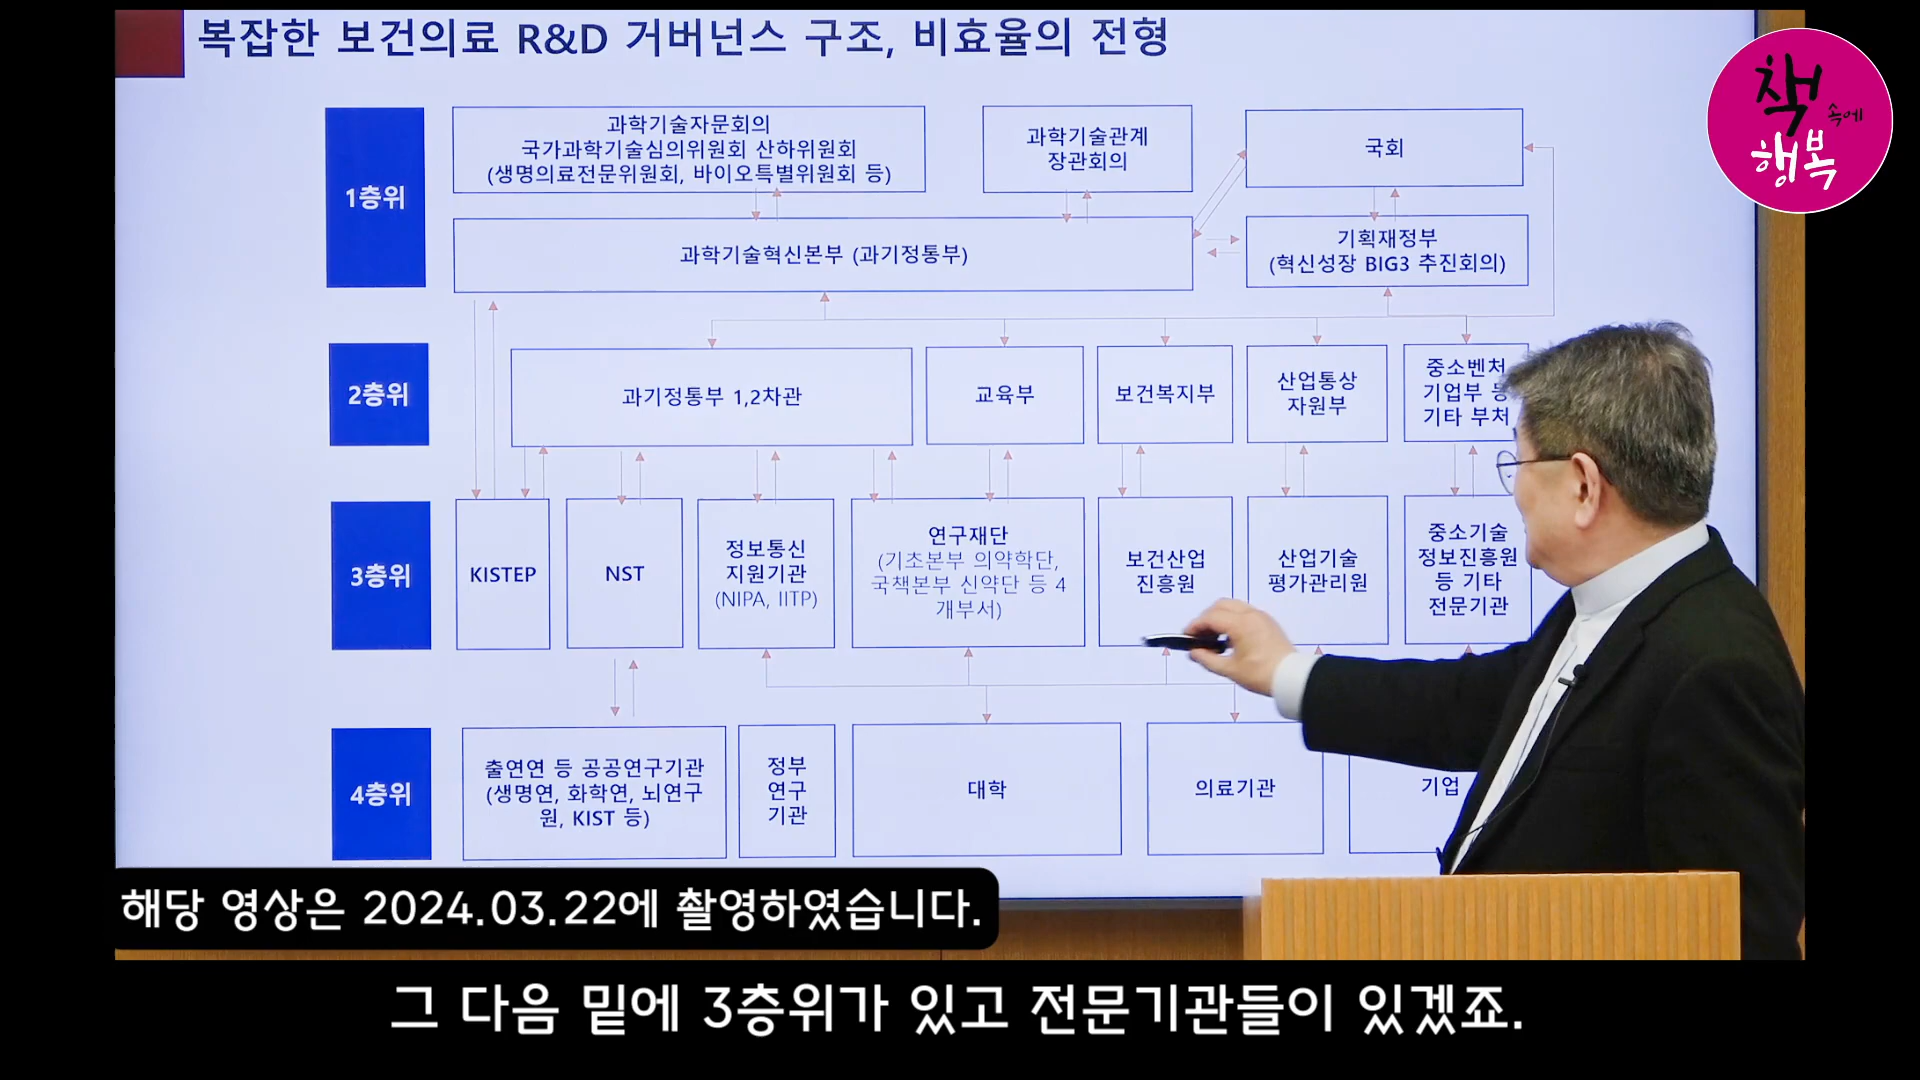 복잡한 보건의료 R&D 거버넌스 구조, 비효율의 전형
책
속에
행복
1층위
과학기술자문회의
국가과학기술심의위원회 산하위원회
(생명의료전문위원회, 바이오특별위원회 등)
과학기술관계
장관회의
국회
과학기술혁신본부 (과기정통부)
기획재정부
(혁신성장 BIG3 추진회의)
2층위
과기정통부 1,2차관
교육부
보건복지부
산업통상
자원부
중소벤처
기업부 등
기타 부처
3층위
KISTEP
NST
정보통신
지원기관
(NIPA, IITP)
연구재단
(기초본부 의약학단,
국책본부 신약단 등 4
개부서)
보건산업
진흥원
산업기술
평가관리원
중소기술
정보진흥원
등 기타
전문기관
4층위
출연연 등 공공연구기관
(생명연, 화학연, 뇌연구
원, KIST 등)
정부
연구
기관
대학
의료기관
기업
해당 영상은 2024.03.22에 촬영하였습니다.
그 다음 밑에 3층위가 있고 전문기관들이 있겠죠.